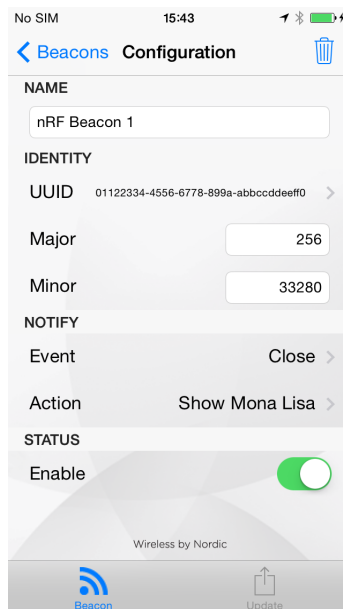 No SIM 15:43
Beacons Configuration
NAME
nRF Beacon 1
IDENTITY
UUID 01122334-4556-6778-899a-abbccddeeff0
Major 256
Minor 33280
NOTIFY
Event Close
Action Show Mona Lisa
STATUS
Enable
Wireless by Nordic
Beacon Update